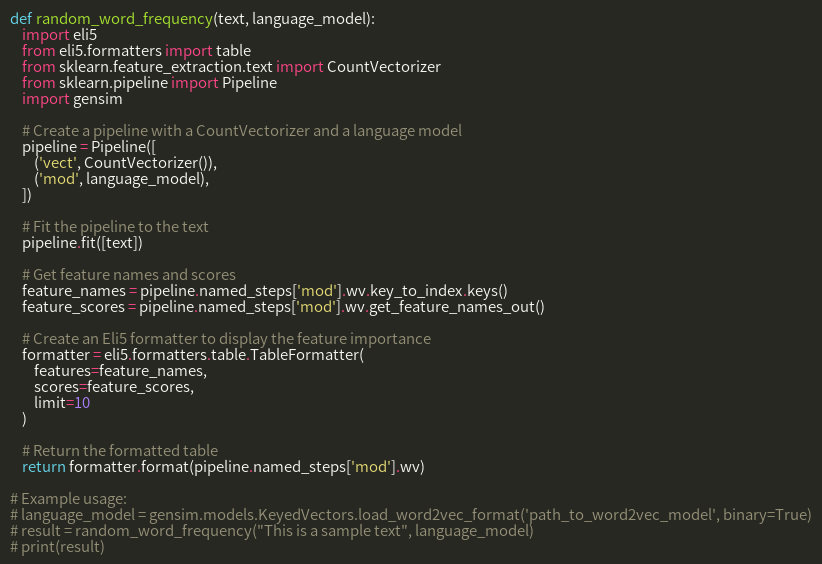 def random_word_frequency(text, language_model):
    import eli5
    from eli5.formatters import table
    from sklearn.feature_extraction.text import CountVectorizer
    from sklearn.pipeline import Pipeline
    import gensim

    # Create a pipeline with a CountVectorizer and a language model
    pipeline = Pipeline([
        ('vect', CountVectorizer()),
        ('mod', language_model),
    ])

    # Fit the pipeline to the text
    pipeline.fit([text])

    # Get feature names and scores
    feature_names = pipeline.named_steps['mod'].wv.key_to_index.keys()
    feature_scores = pipeline.named_steps['mod'].wv.get_feature_names_out()

    # Create an Eli5 formatter to display the feature importance
    formatter = eli5.formatters.table.TableFormatter(
        features=feature_names,
        scores=feature_scores,
        limit=10
    )

    # Return the formatted table
    return formatter.format(pipeline.named_steps['mod'].wv)

# Example usage:
# language_model = gensim.models.KeyedVectors.load_word2vec_format('path_to_word2vec_model', binary=True)
# result = random_word_frequency("This is a sample text", language_model)
# print(result)